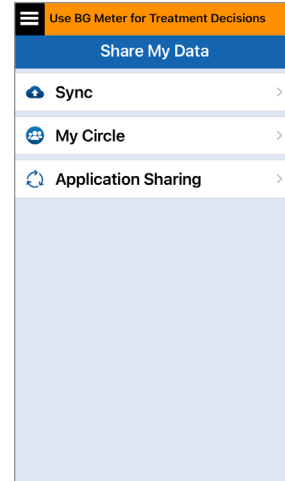 Use BG Meter for Treatment Decisions
Share My Data
Sync
My Circle
Application Sharing